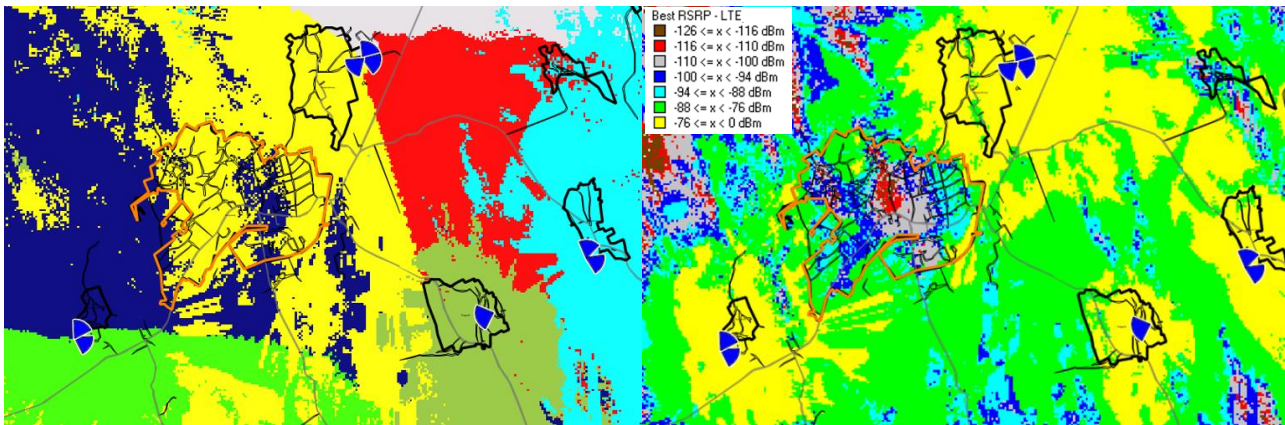 Best RSRP - LTE
-126 <= x < -116 dBm
-116 <= x < -110 dBm
-110 <= x < -100 dBm
-100 <= x < -94 dBm
-94 <= x < -88 dBm
-88 <= x < -76 dBm
-76 <= x < 0 dBm